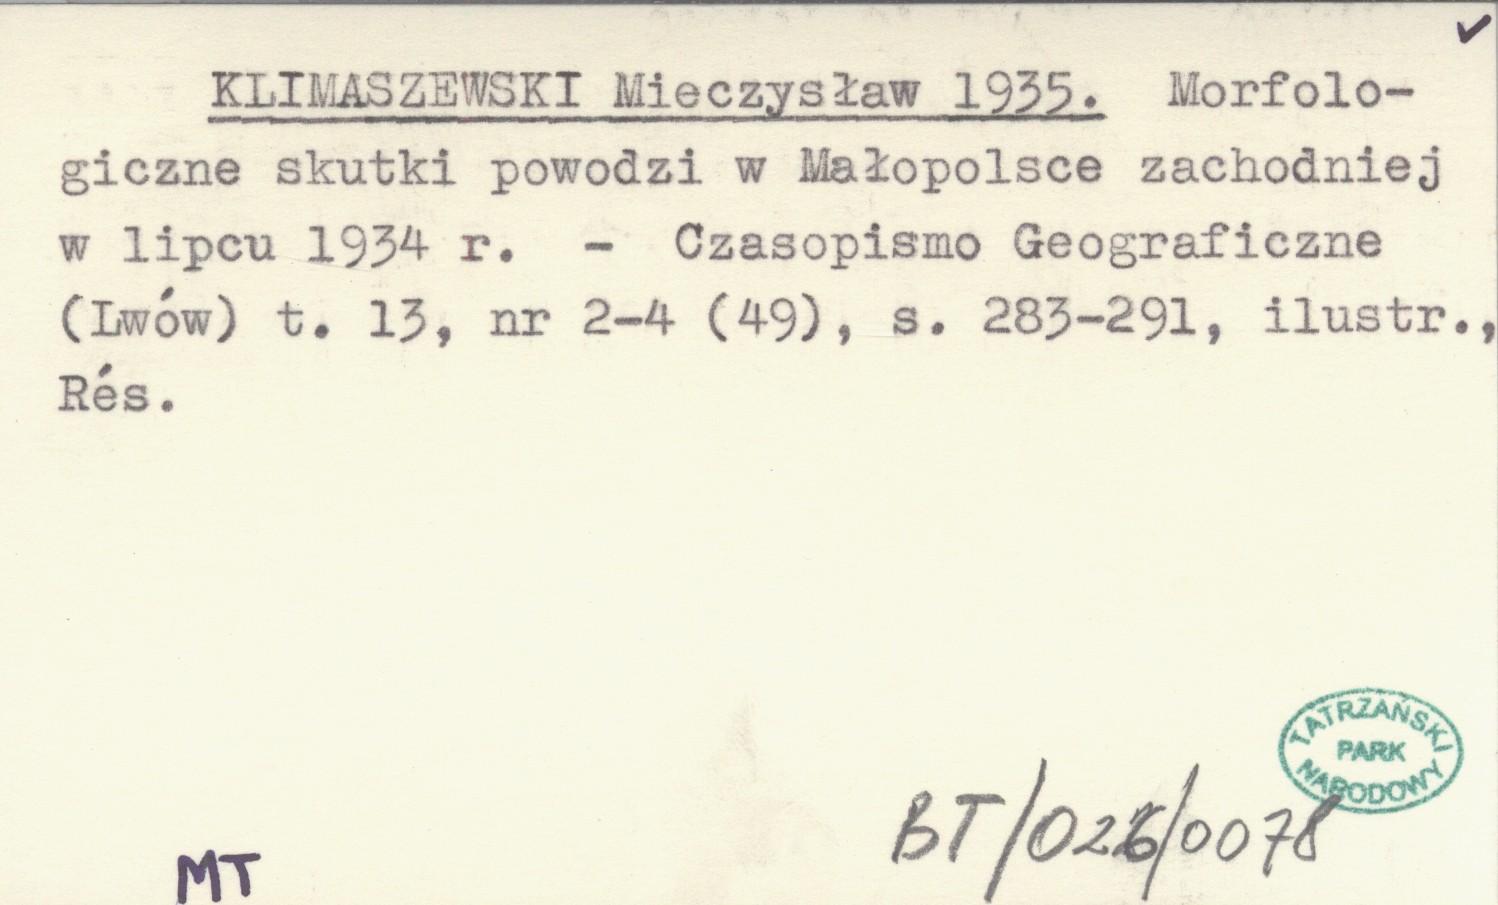 KLIMASZEWSKI Mieczysław 1935. Morfolo-
giczne skutki powodzi w Małopolsce zachodniej
w lipcu 1934 r. - Czasopismo Geograficzne
(Lwów) t. 13, nr 2-4 (49), s. 283-291, ilustr.,
Rés.
TATRZAŃSKI
PARK
NARODOWY
BT/026/0078
MT